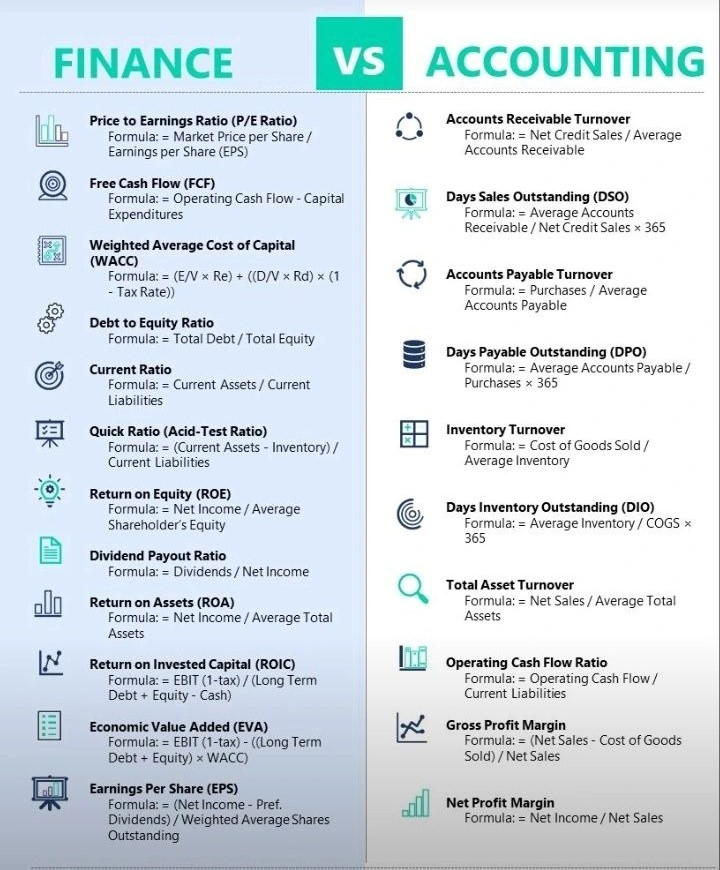 FINANCE
VS
ACCOUNTING
Price to Earnings Ratio (P/E Ratio)
Formula: = Market Price per Share /
Earnings per Share (EPS)
Free Cash Flow (FCF)
Formula: = Operating Cash Flow - Capital
Expenditures
Weighted Average Cost of Capital
(WACC)
Formula: = (E/V × Re) + ((D/V × Rd) × (1
- Tax Rate))
Debt to Equity Ratio
Formula: = Total Debt / Total Equity
Current Ratio
Formula: = Current Assets / Current
Liabilities
Quick Ratio (Acid-Test Ratio)
Formula: = (Current Assets - Inventory) /
Current Liabilities
Return on Equity (ROE)
Formula: = Net Income / Average
Shareholder's Equity
Dividend Payout Ratio
Formula: = Dividends / Net Income
Return on Assets (ROA)
Formula: = Net Income / Average Total
Assets
Return on Invested Capital (ROIC)
Formula: = EBIT (1-tax) / (Long Term
Debt + Equity - Cash)
Economic Value Added (EVA)
Formula: = EBIT (1-tax) - ((Long Term
Debt + Equity) × WACC)
Earnings Per Share (EPS)
Formula: = (Net Income - Pref.
Dividends) / Weighted Average Shares
Outstanding
Accounts Receivable Turnover
Formula: = Net Credit Sales / Average
Accounts Receivable
Days Sales Outstanding (DSO)
Formula: = Average Accounts
Receivable / Net Credit Sales × 365
Accounts Payable Turnover
Formula: = Purchases / Average
Accounts Payable
Days Payable Outstanding (DPO)
Formula: = Average Accounts Payable /
Purchases × 365
Inventory Turnover
Formula: = Cost of Goods Sold /
Average Inventory
Days Inventory Outstanding (DIO)
Formula: = Average Inventory / COGS ×
365
Total Asset Turnover
Formula: = Net Sales / Average Total
Assets
Operating Cash Flow Ratio
Formula: = Operating Cash Flow /
Current Liabilities
Gross Profit Margin
Formula: = (Net Sales - Cost of Goods
Sold) / Net Sales
Net Profit Margin
Formula: = Net Income / Net Sales